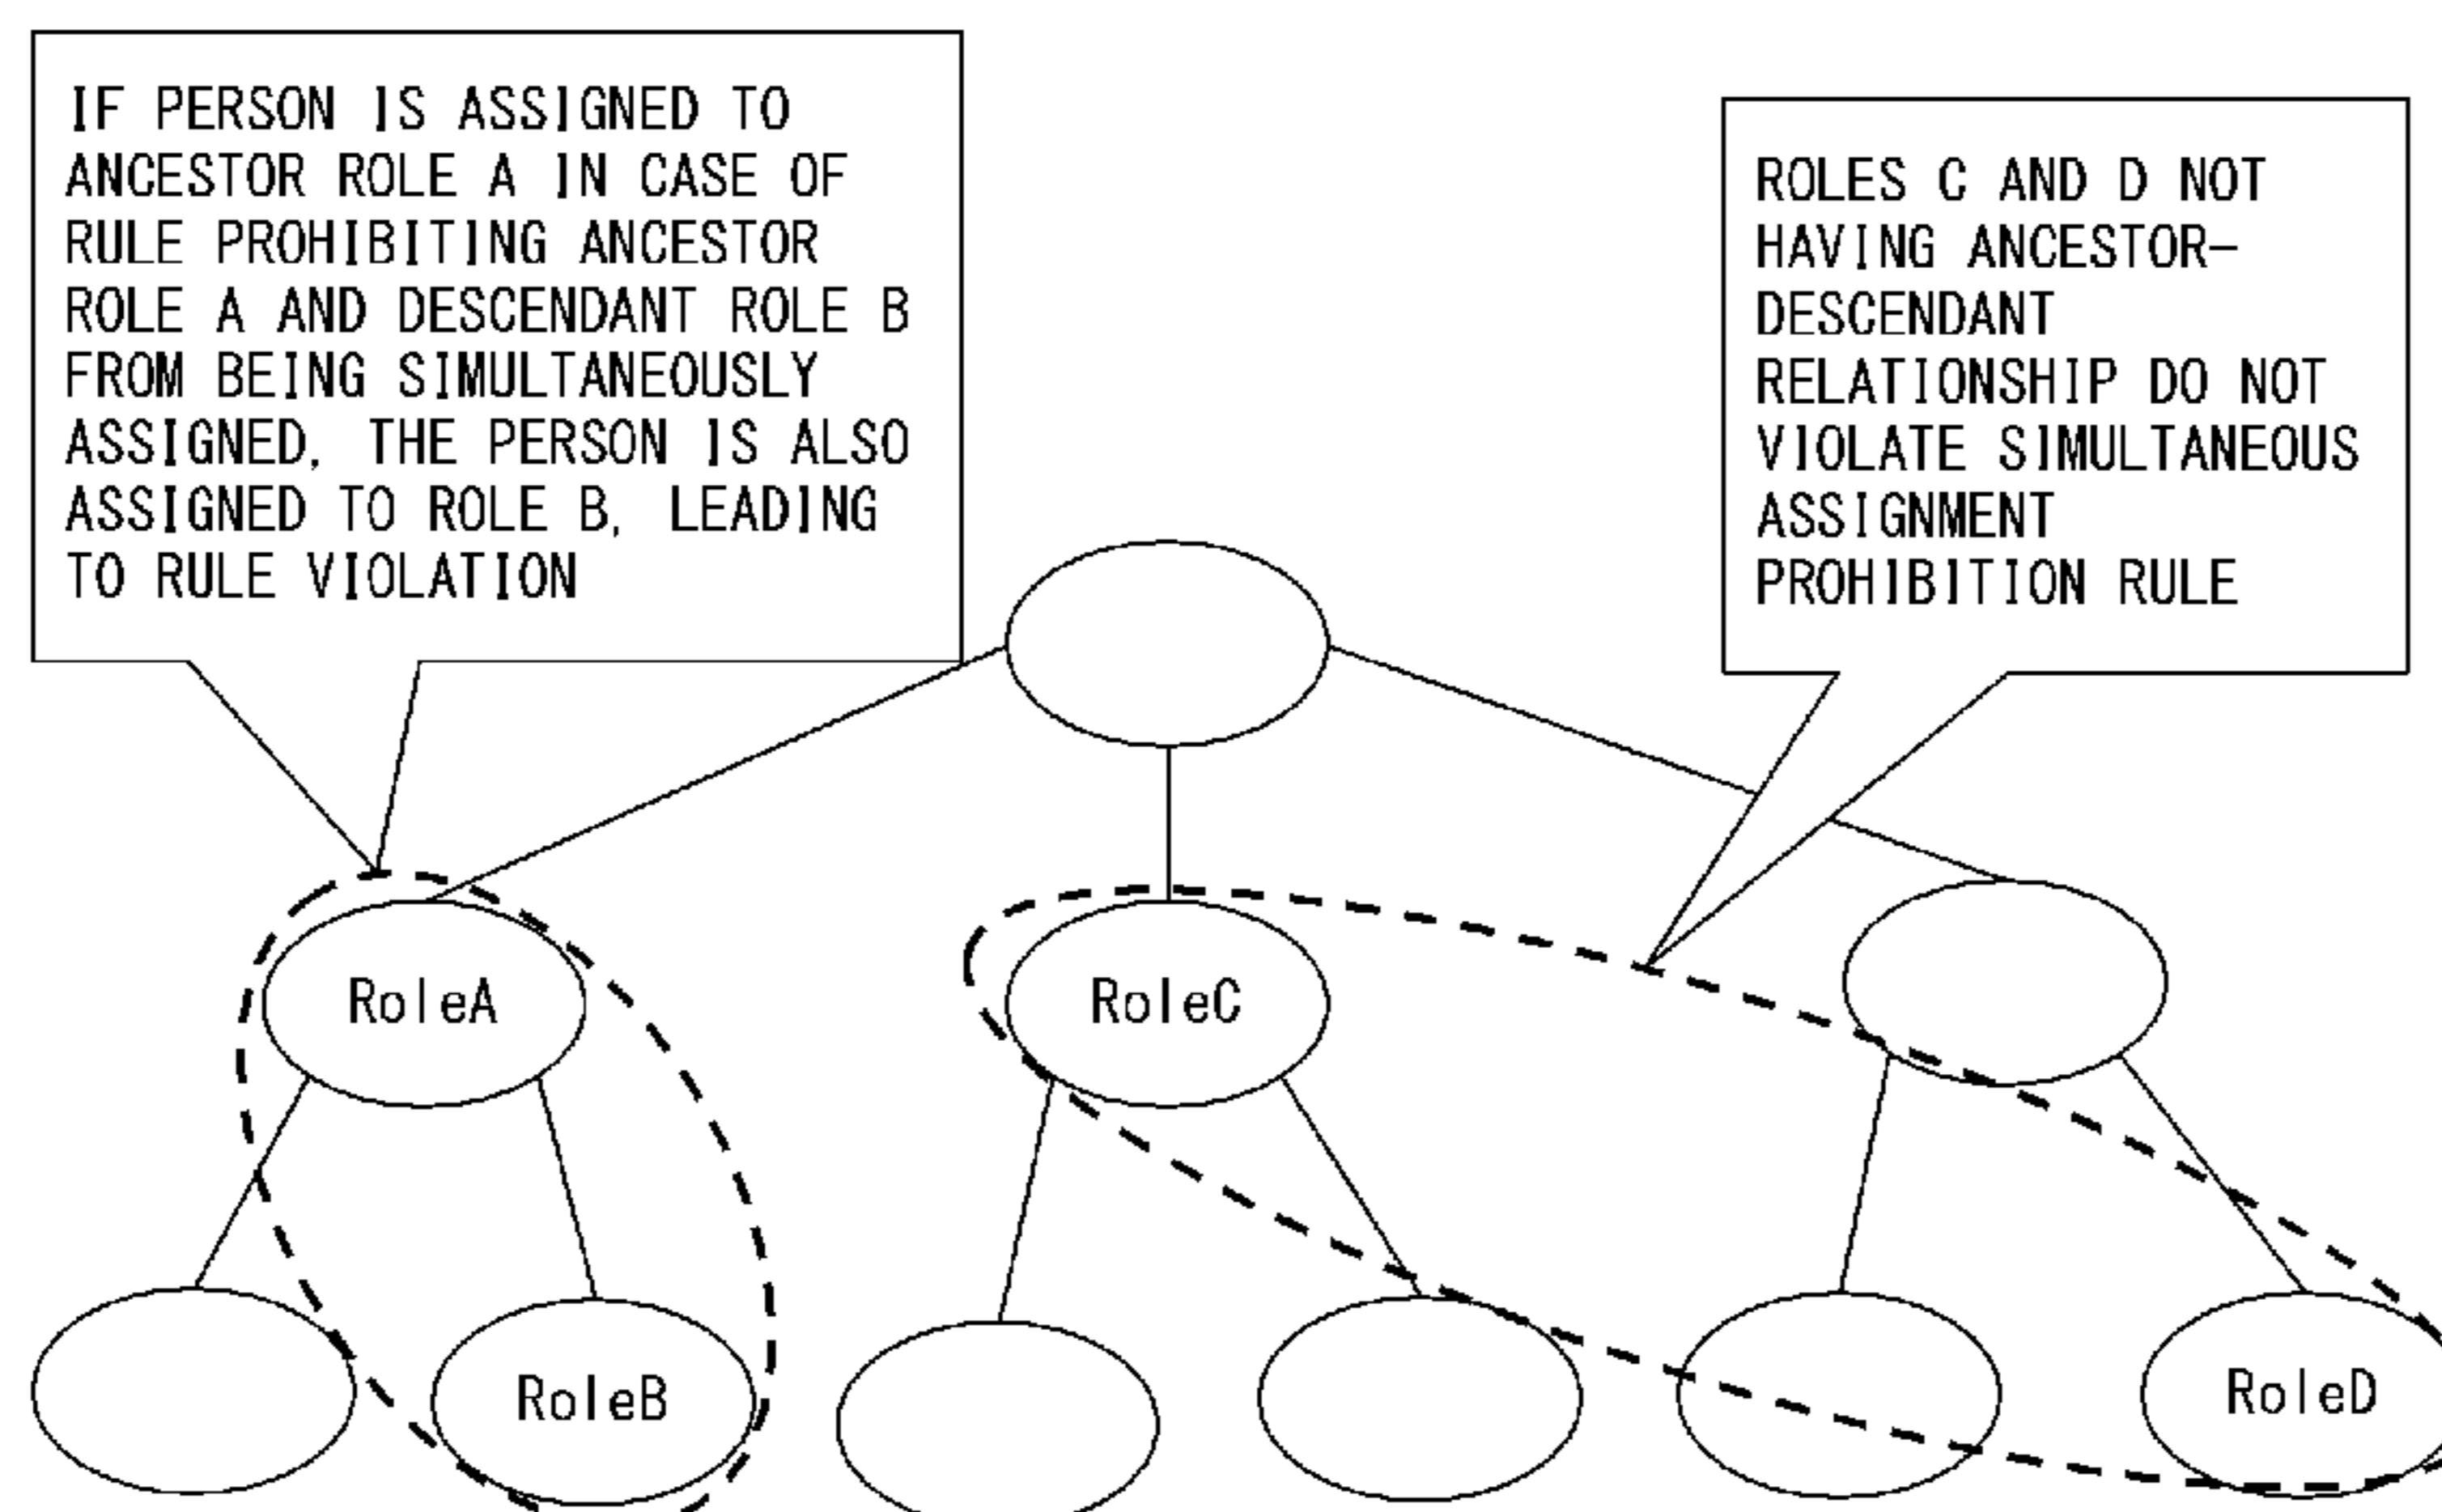 IF PERSON IS ASSIGNED TO
ANCESTOR ROLE A IN CASE OF
RULE PROHIBITING ANCESTOR
ROLE A AND DESCENDANT ROLE B
FROM BEING SIMULTANEOUSLY
ASSIGNED, THE PERSON IS ALSO
ASSIGNED TO ROLE B, LEADING
TO RULE VIOLATION
ROLES C AND D NOT
HAVING ANCESTOR-
DESCENDANT
RELATIONSHIP DO NOT
VIOLATE SIMULTANEOUS
ASSIGNMENT
PROHIBITION RULE
RoleA
RoleC
RoleB
RoleD